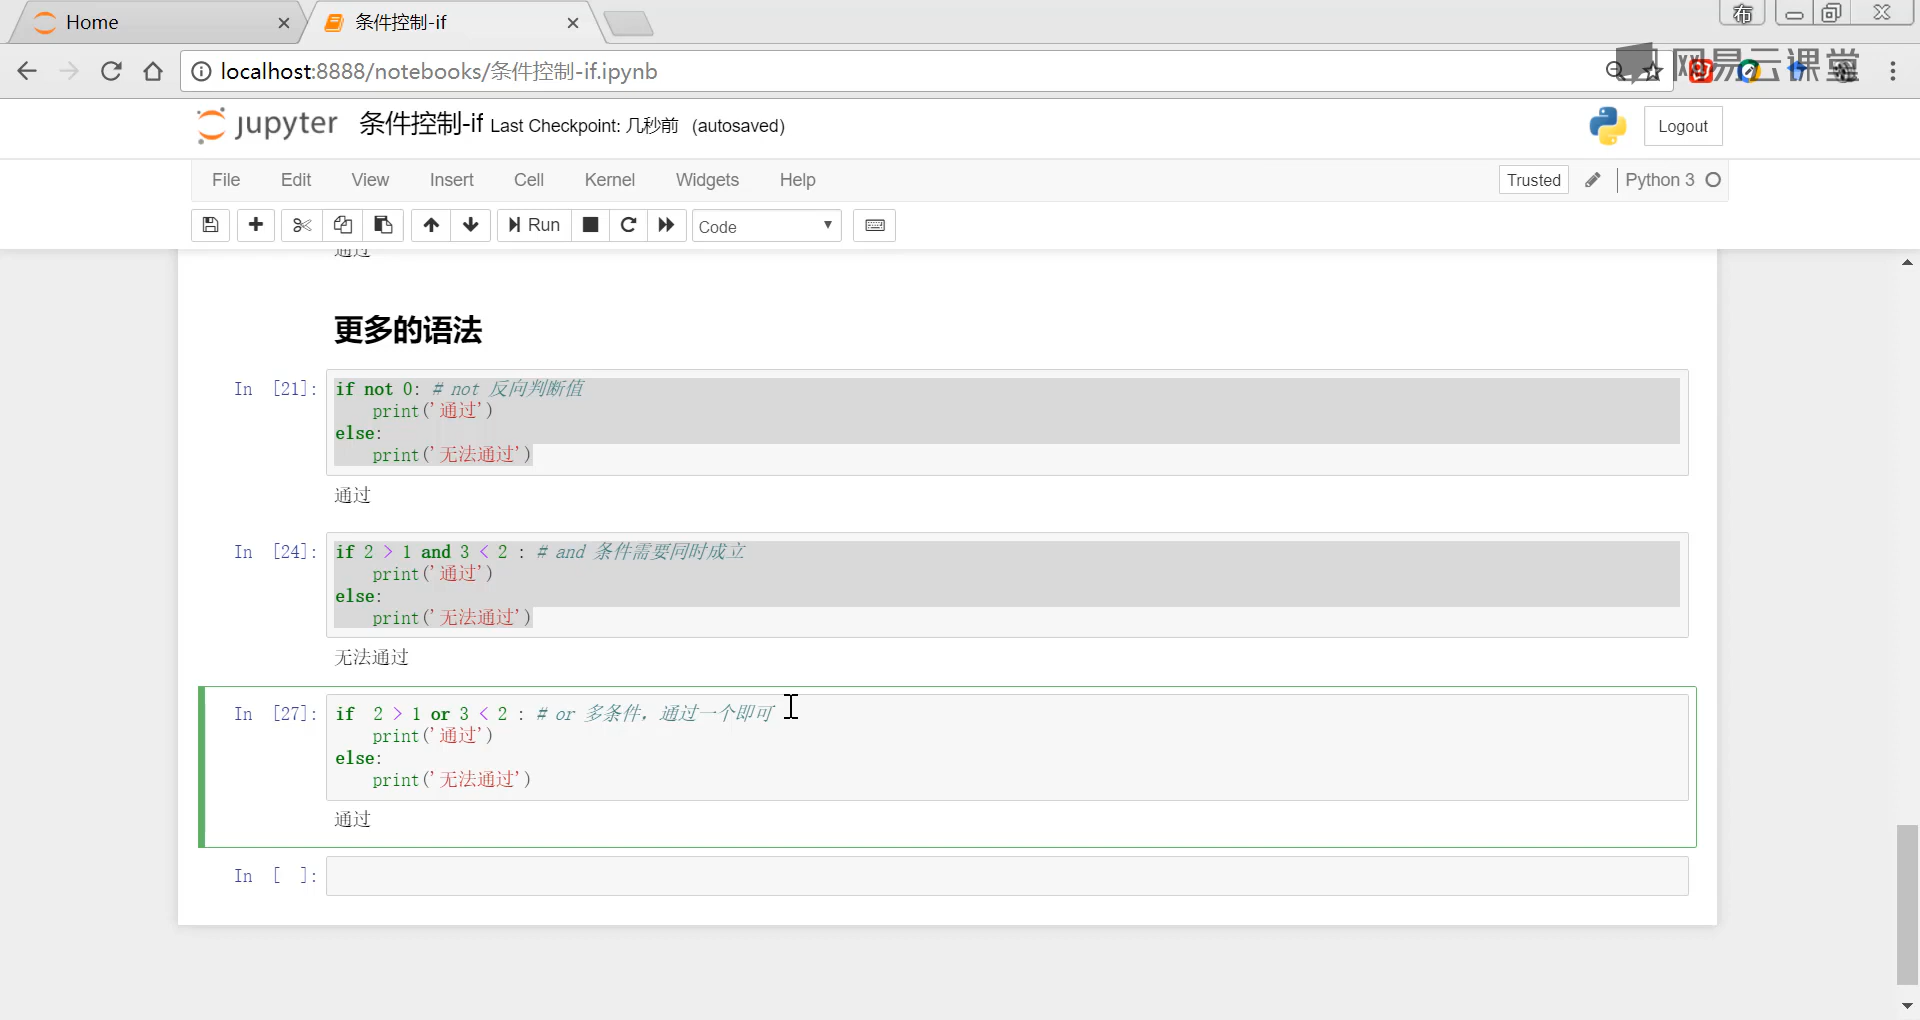 Home
条件控制-if
布
localhost:8888/notebooks/条件控制-if.ipynb
网易云课堂
jupyter 条件控制-if Last Checkpoint: 几秒前 (autosaved)
Logout
File Edit View Insert Cell Kernel Widgets Help
Trusted Python 3
Run Code
通过
更多的语法
In [21]: if not 0: # not 反向判断值
print('通过')
else:
print('无法通过')
通过
In [24]: if 2 > 1 and 3 < 2 : # and 条件需要同时成立
print('通过')
else:
print('无法通过')
无法通过
In [27]: if 2 > 1 or 3 < 2 : # or 多条件，通过一个即可
print('通过')
else:
print('无法通过')
通过
In [ ]: